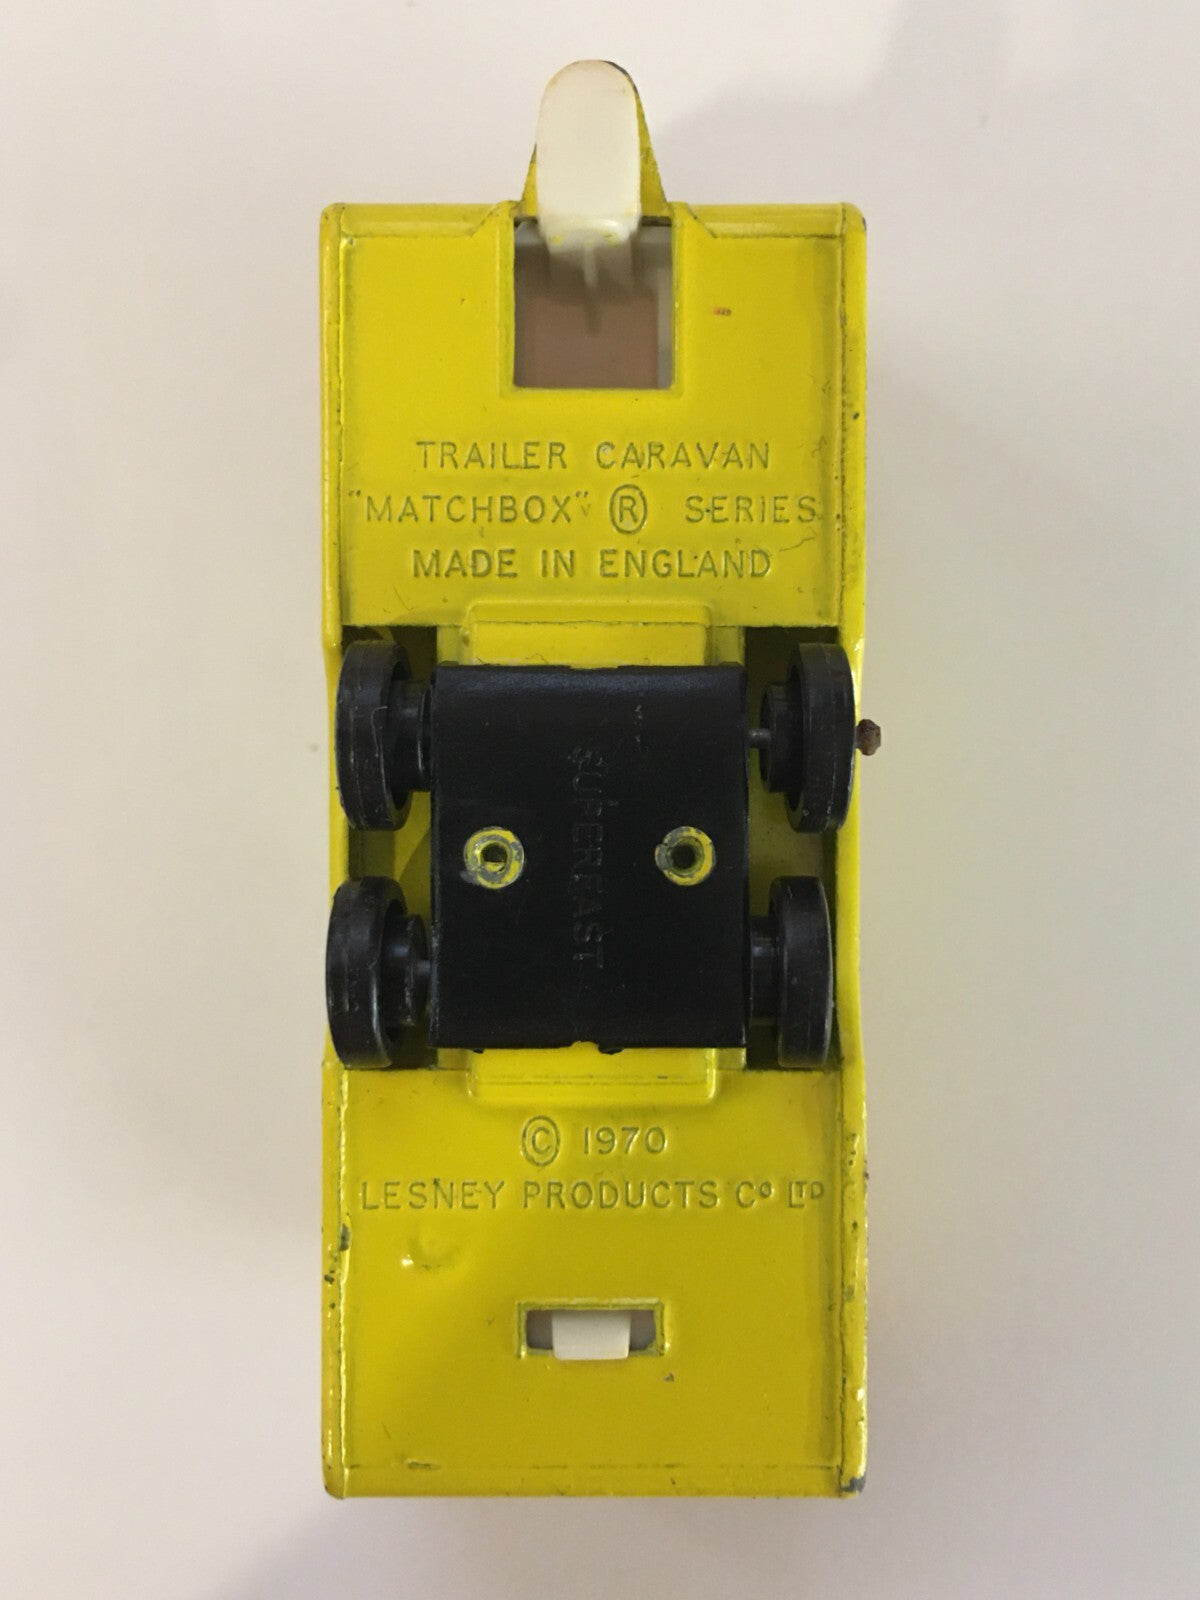 TRAILER CARAVAN
"MATCHBOX" ® SERIES
MADE IN ENGLAND
SUPERFAST
© 1970
LESNEY PRODUCTS Cº LTD